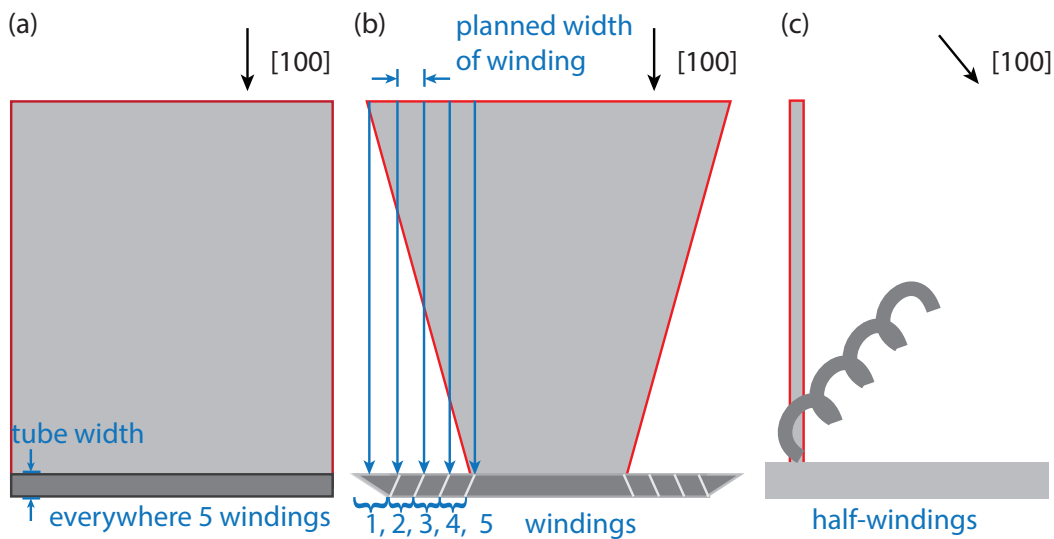 (a)
[100]
tube width
everywhere 5 windings
(b)
planned width
of winding
[100]
1, 2, 3, 4, 5 windings
(c)
[100]
half-windings